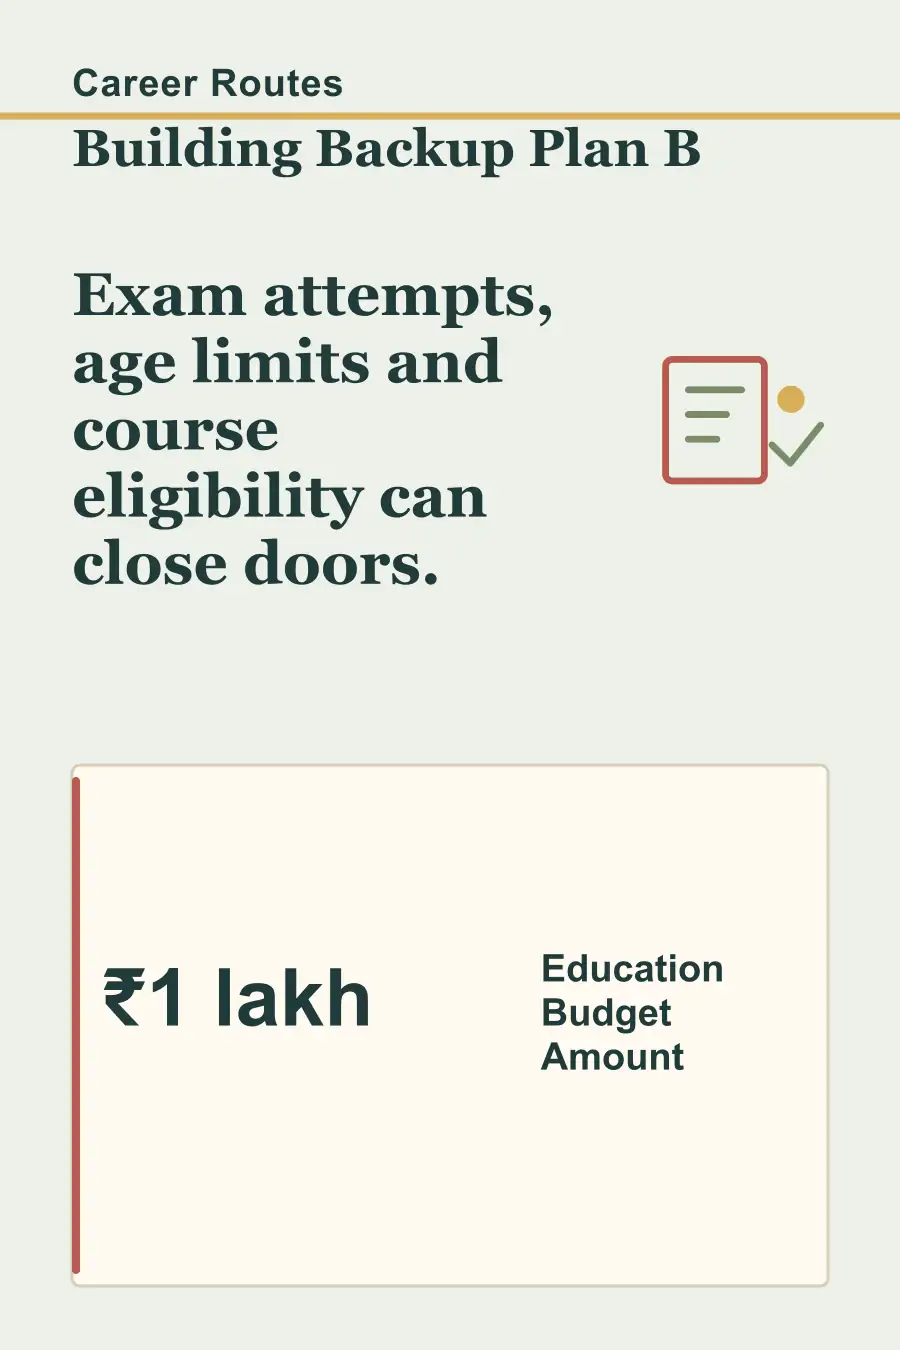 Career Routes
Building Backup Plan B
Exam attempts,
age limits and
course
eligibility can
close doors.
₹1 lakh
Education
Budget
Amount